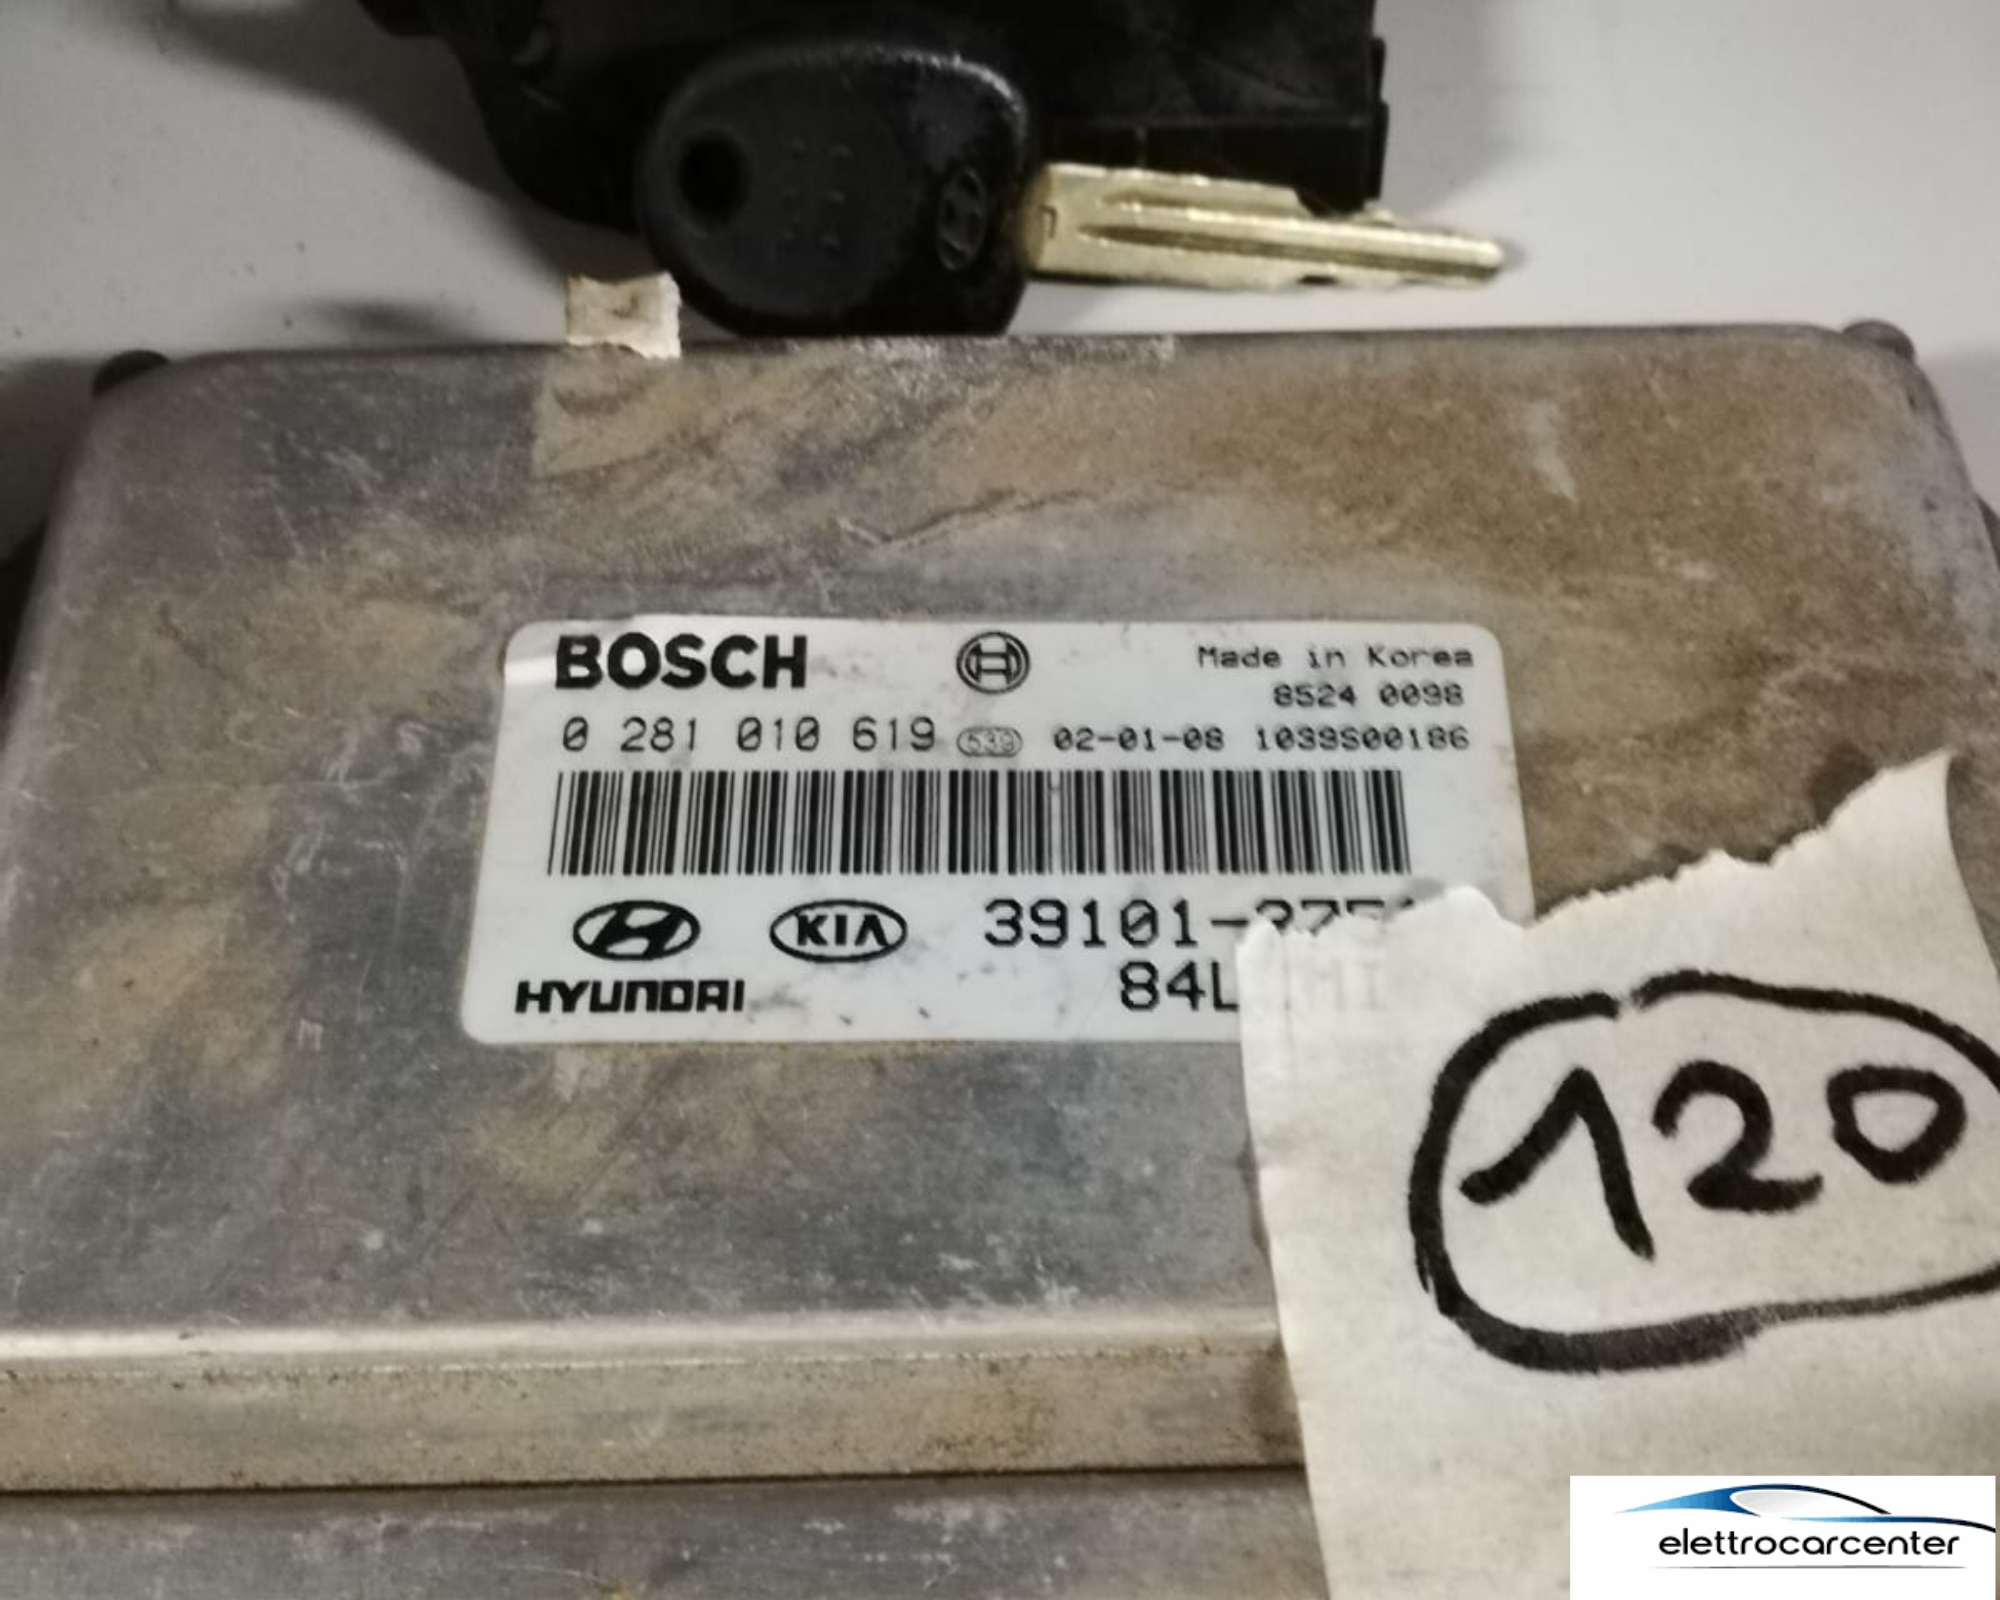 BOSCH
Made in Korea
8524 0098
0 281 010 619 539 02-01-08 1039S00186
KIA 39101-
HYUNDAI
84L
120
elettrocarcenter